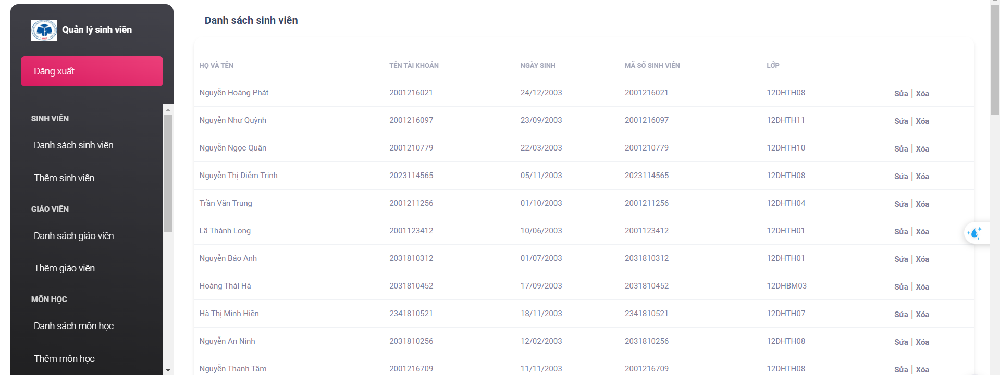 Quản lý sinh viên
Đăng xuất
SINH VIÊN
Danh sách sinh viên
Thêm sinh viên
GIÁO VIÊN
Danh sách giáo viên
Thêm giáo viên
MÔN HỌC
Danh sách môn học
Thêm môn học
Danh sách sinh viên
HỌ VÀ TÊN TÊN TÀI KHOẢN NGÀY SINH MÃ SỐ SINH VIÊN LỚP
Nguyễn Hoàng Phát 2001216021 24/12/2003 2001216021 12DHTH08 Sửa | Xóa
Nguyễn Như Quỳnh 2001216097 23/09/2003 2001216097 12DHTH11 Sửa | Xóa
Nguyễn Ngọc Quân 2001210779 22/03/2003 2001210779 12DHTH10 Sửa | Xóa
Nguyễn Thị Diễm Trinh 2023114565 05/11/2003 2023114565 12DHTH08 Sửa | Xóa
Trần Văn Trung 2001211256 01/10/2003 2001211256 12DHTH04 Sửa | Xóa
Lã Thành Long 2001123412 10/06/2003 2001123412 12DHTH01 Sửa | Xóa
Nguyễn Bảo Anh 2031810312 01/07/2003 2031810312 12DHTH01 Sửa | Xóa
Hoàng Thái Hà 2031810452 17/09/2003 2031810452 12DHBM03 Sửa | Xóa
Hà Thị Minh Hiền 2341810521 18/11/2003 2341810521 12DHTH07 Sửa | Xóa
Nguyễn An Ninh 2031810256 12/02/2003 2031810256 12DHTH08 Sửa | Xóa
Nguyễn Thanh Tâm 2001216709 11/11/2003 2001216709 12DHTH08 Sửa | Xóa